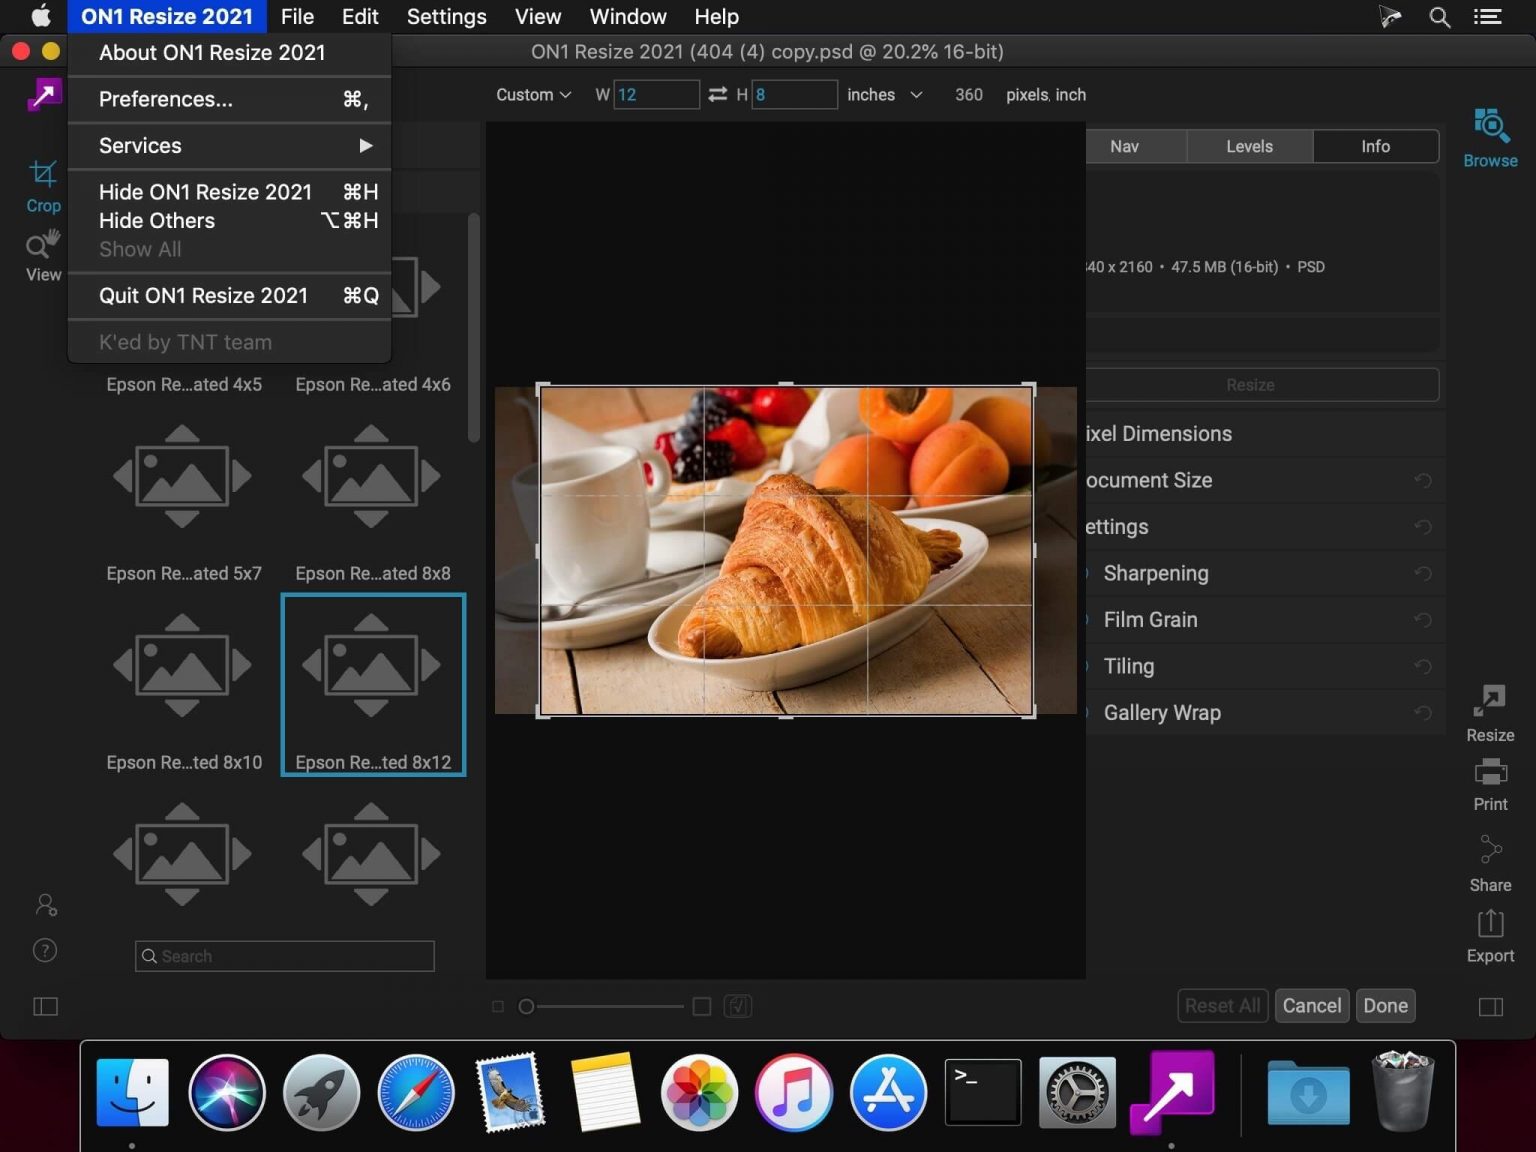 ON1 Resize 2021 File Edit Settings View Window Help
ON1 Resize 2021 (404 (4) copy.psd @ 20.2% 16-bit)
About ON1 Resize 2021
Preferences... ⌘,
Services ▶
Hide ON1 Resize 2021 ⌘H
Hide Others ⌥⌘H
Show All
Quit ON1 Resize 2021 ⌘Q
K'ed by TNT team
Custom W 12 H 8 inches 360 pixels, inch
Crop
View
Epson Re...ated 4x5 Epson Re...ated 4x6
Epson Re...ated 5x7 Epson Re...ated 8x8
Epson Re...ted 8x10 Epson Re...ted 8x12
Search
Nav Levels Info
40 x 2160 • 47.5 MB (16-bit) • PSD
Resize
ixel Dimensions
ocument Size
ettings
Sharpening
Film Grain
Tiling
Gallery Wrap
Browse
Resize
Print
Share
Export
Reset All Cancel Done
>_